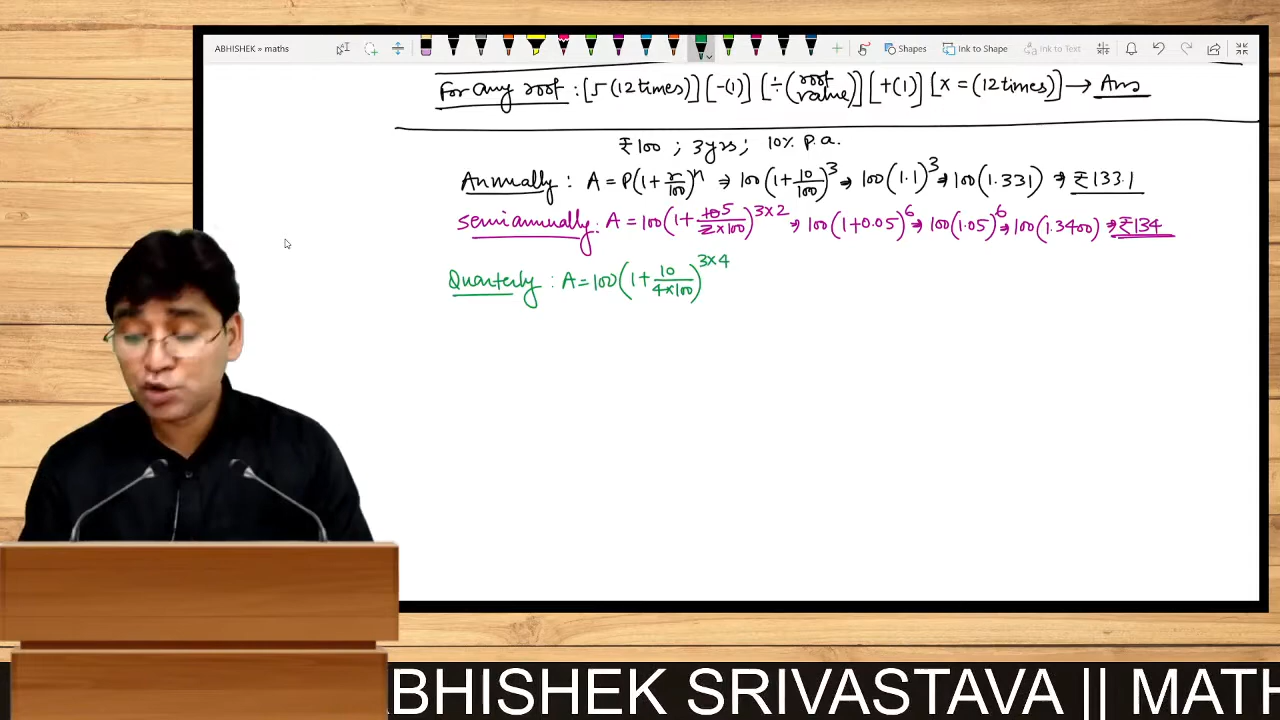 ABHISHEK » maths
Shapes Ink to Shape Ink to Text
For any root : [√ (12 times)] [-(1)] [÷ (root value)] [+(1)] [x = (12 times)] → Ans
₹100 ; 3yrs ; 10% p.a.
Annually : A = P(1 + r/100)^n ⇒ 100(1 + 10/100)^3 ⇒ 100(1.1)^3 ⇒ 100(1.331) ⇒ ₹133.1
Semiannually : A = 100(1 + 10 5/2×100)^3×2 ⇒ 100(1+0.05)^6 ⇒ 100(1.05)^6 ⇒ 100(1.3400) ⇒ ₹134
Quarterly : A = 100(1 + 10/4×100)^3×4
ABHISHEK SRIVASTAVA || MATH